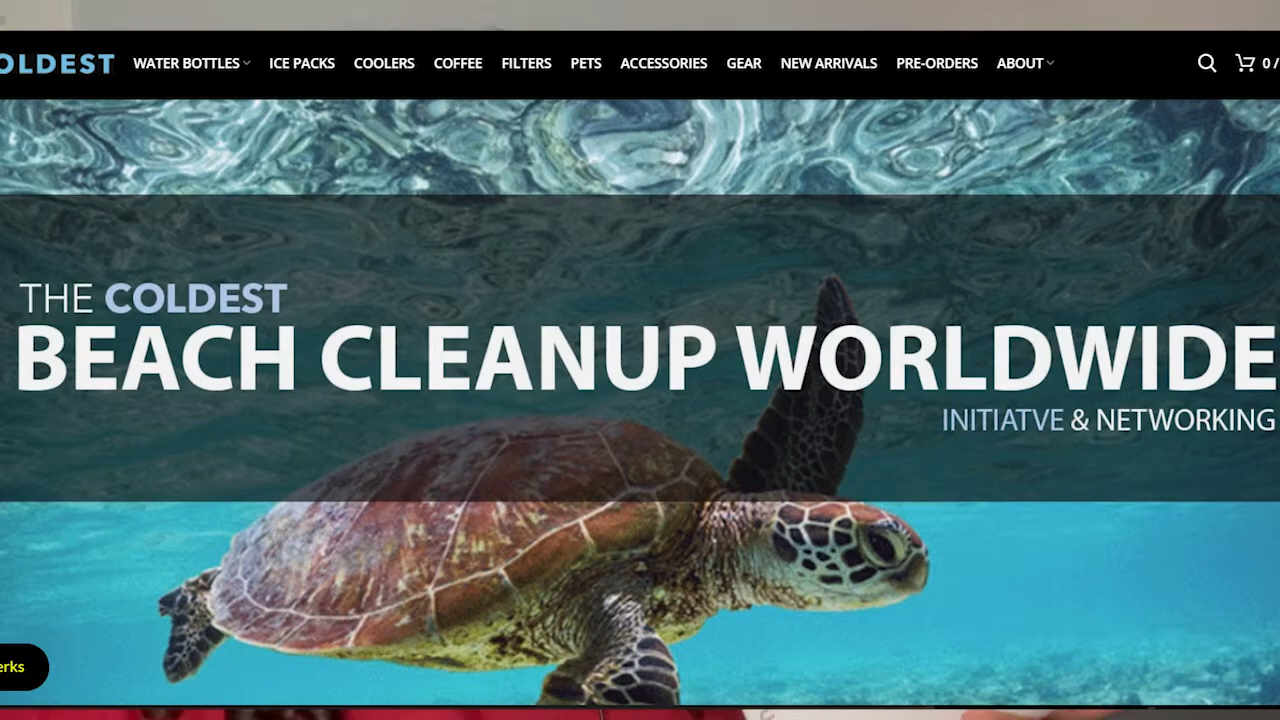 OLDEST WATER BOTTLES ICE PACKS COOLERS COFFEE FILTERS PETS ACCESSORIES GEAR NEW ARRIVALS PRE-ORDERS ABOUT 0 /
THE COLDEST
BEACH CLEANUP WORLDWIDE
INITIATVE & NETWORKING
erks